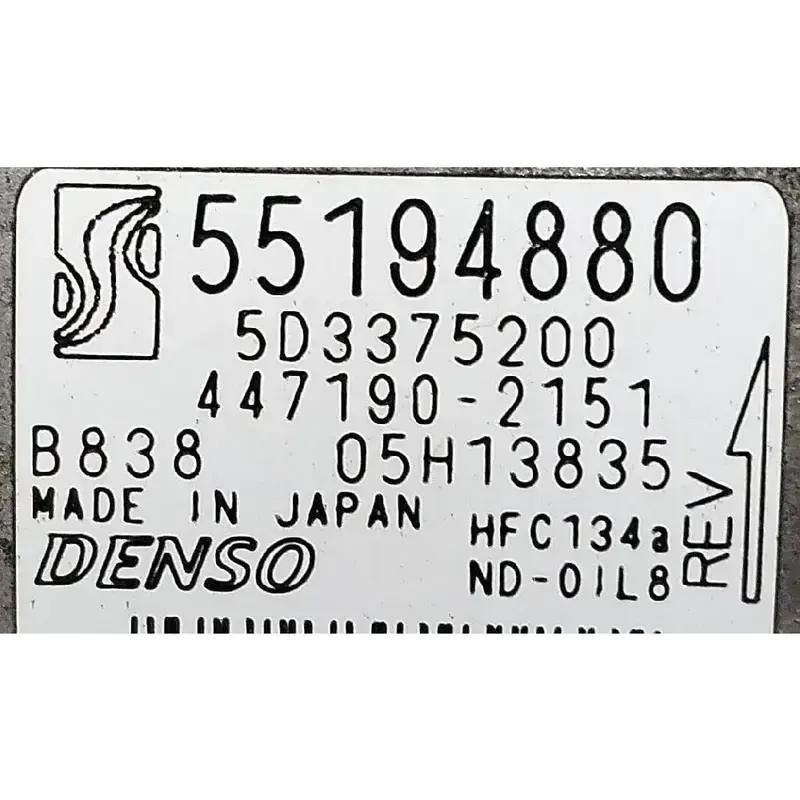 55194880
5D3375200
447190-2151
B838 05H13835
MADE IN JAPAN
DENSO
HFC134a
ND-OIL8
REV